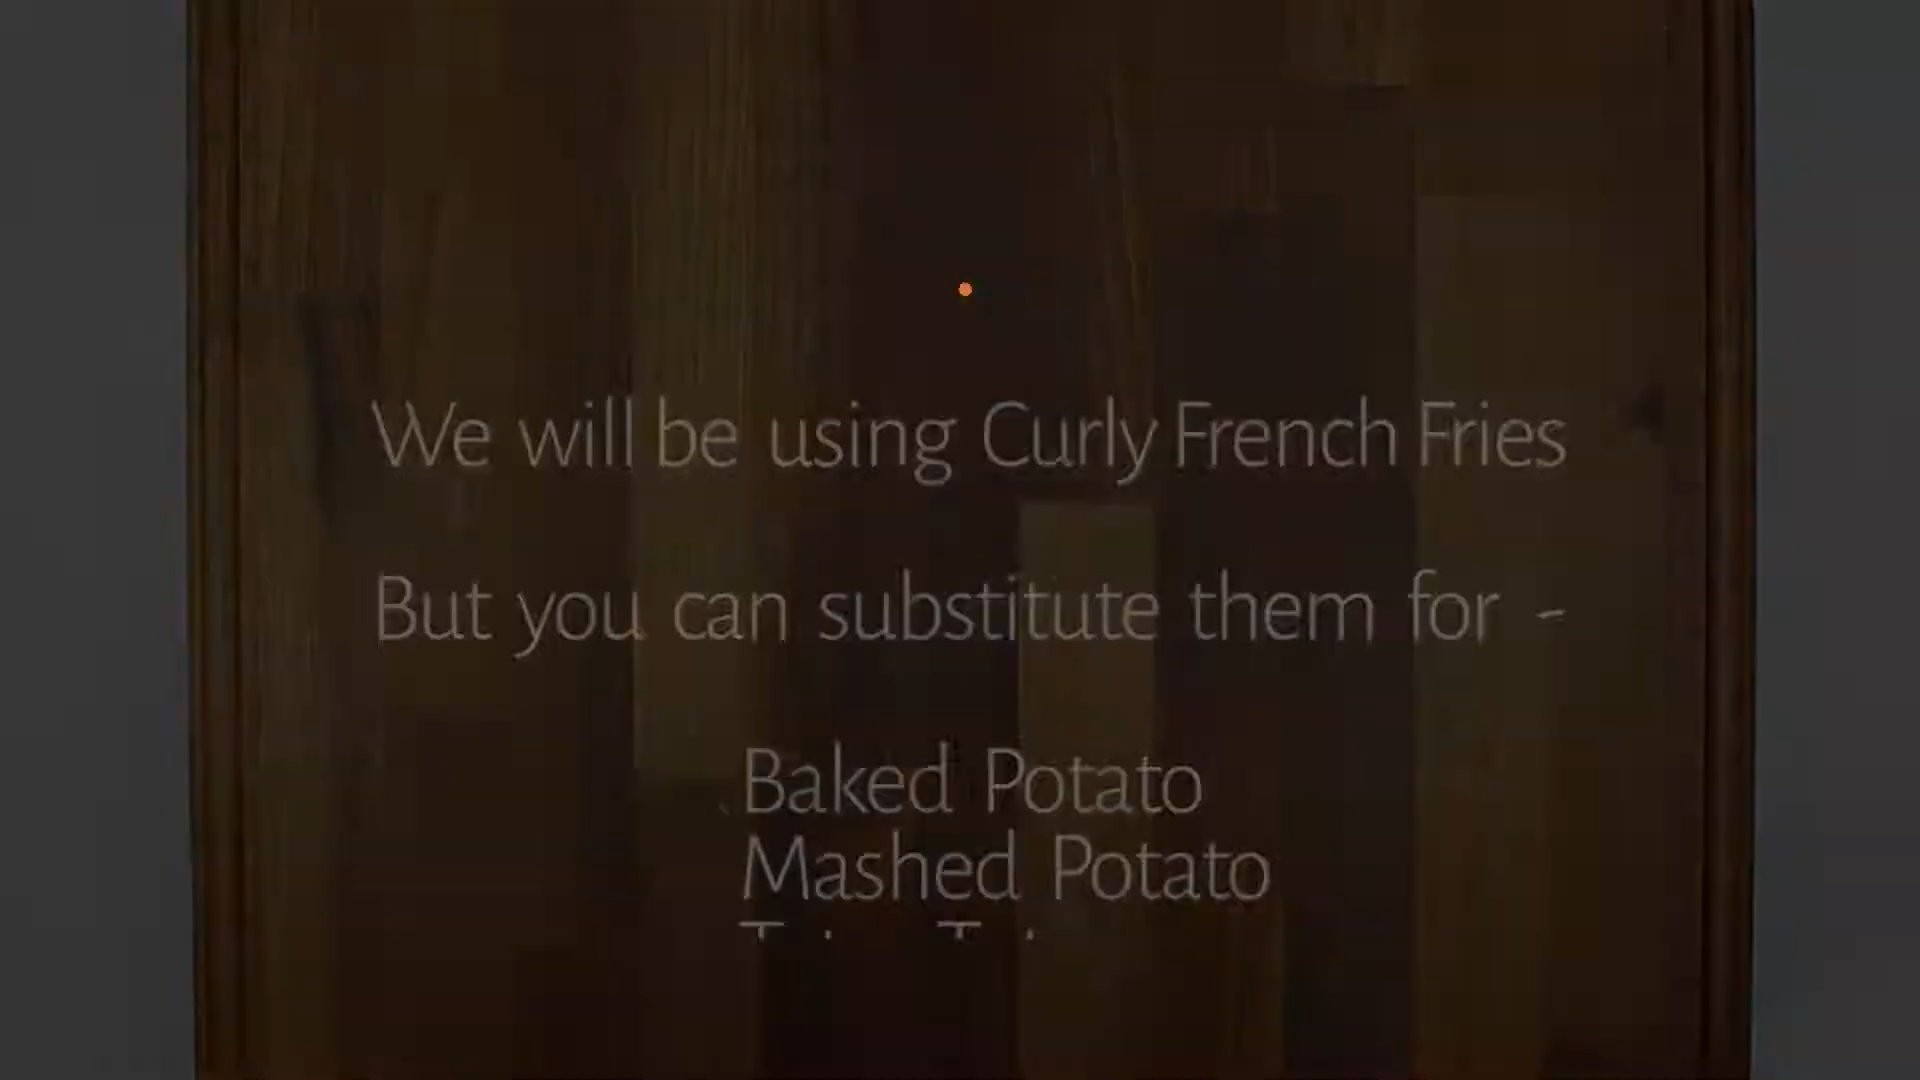 We will be using Curly French Fries
But you can substitute them for -
Baked Potato
Mashed Potato